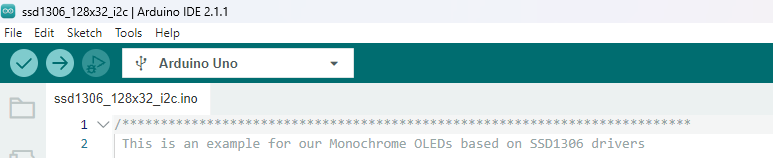 ssd1306_128x32_i2c | Arduino IDE 2.1.1
File Edit Sketch Tools Help
Arduino Uno
ssd1306_128x32_i2c.ino
1 /**************************************************************************
2 This is an example for our Monochrome OLEDs based on SSD1306 drivers